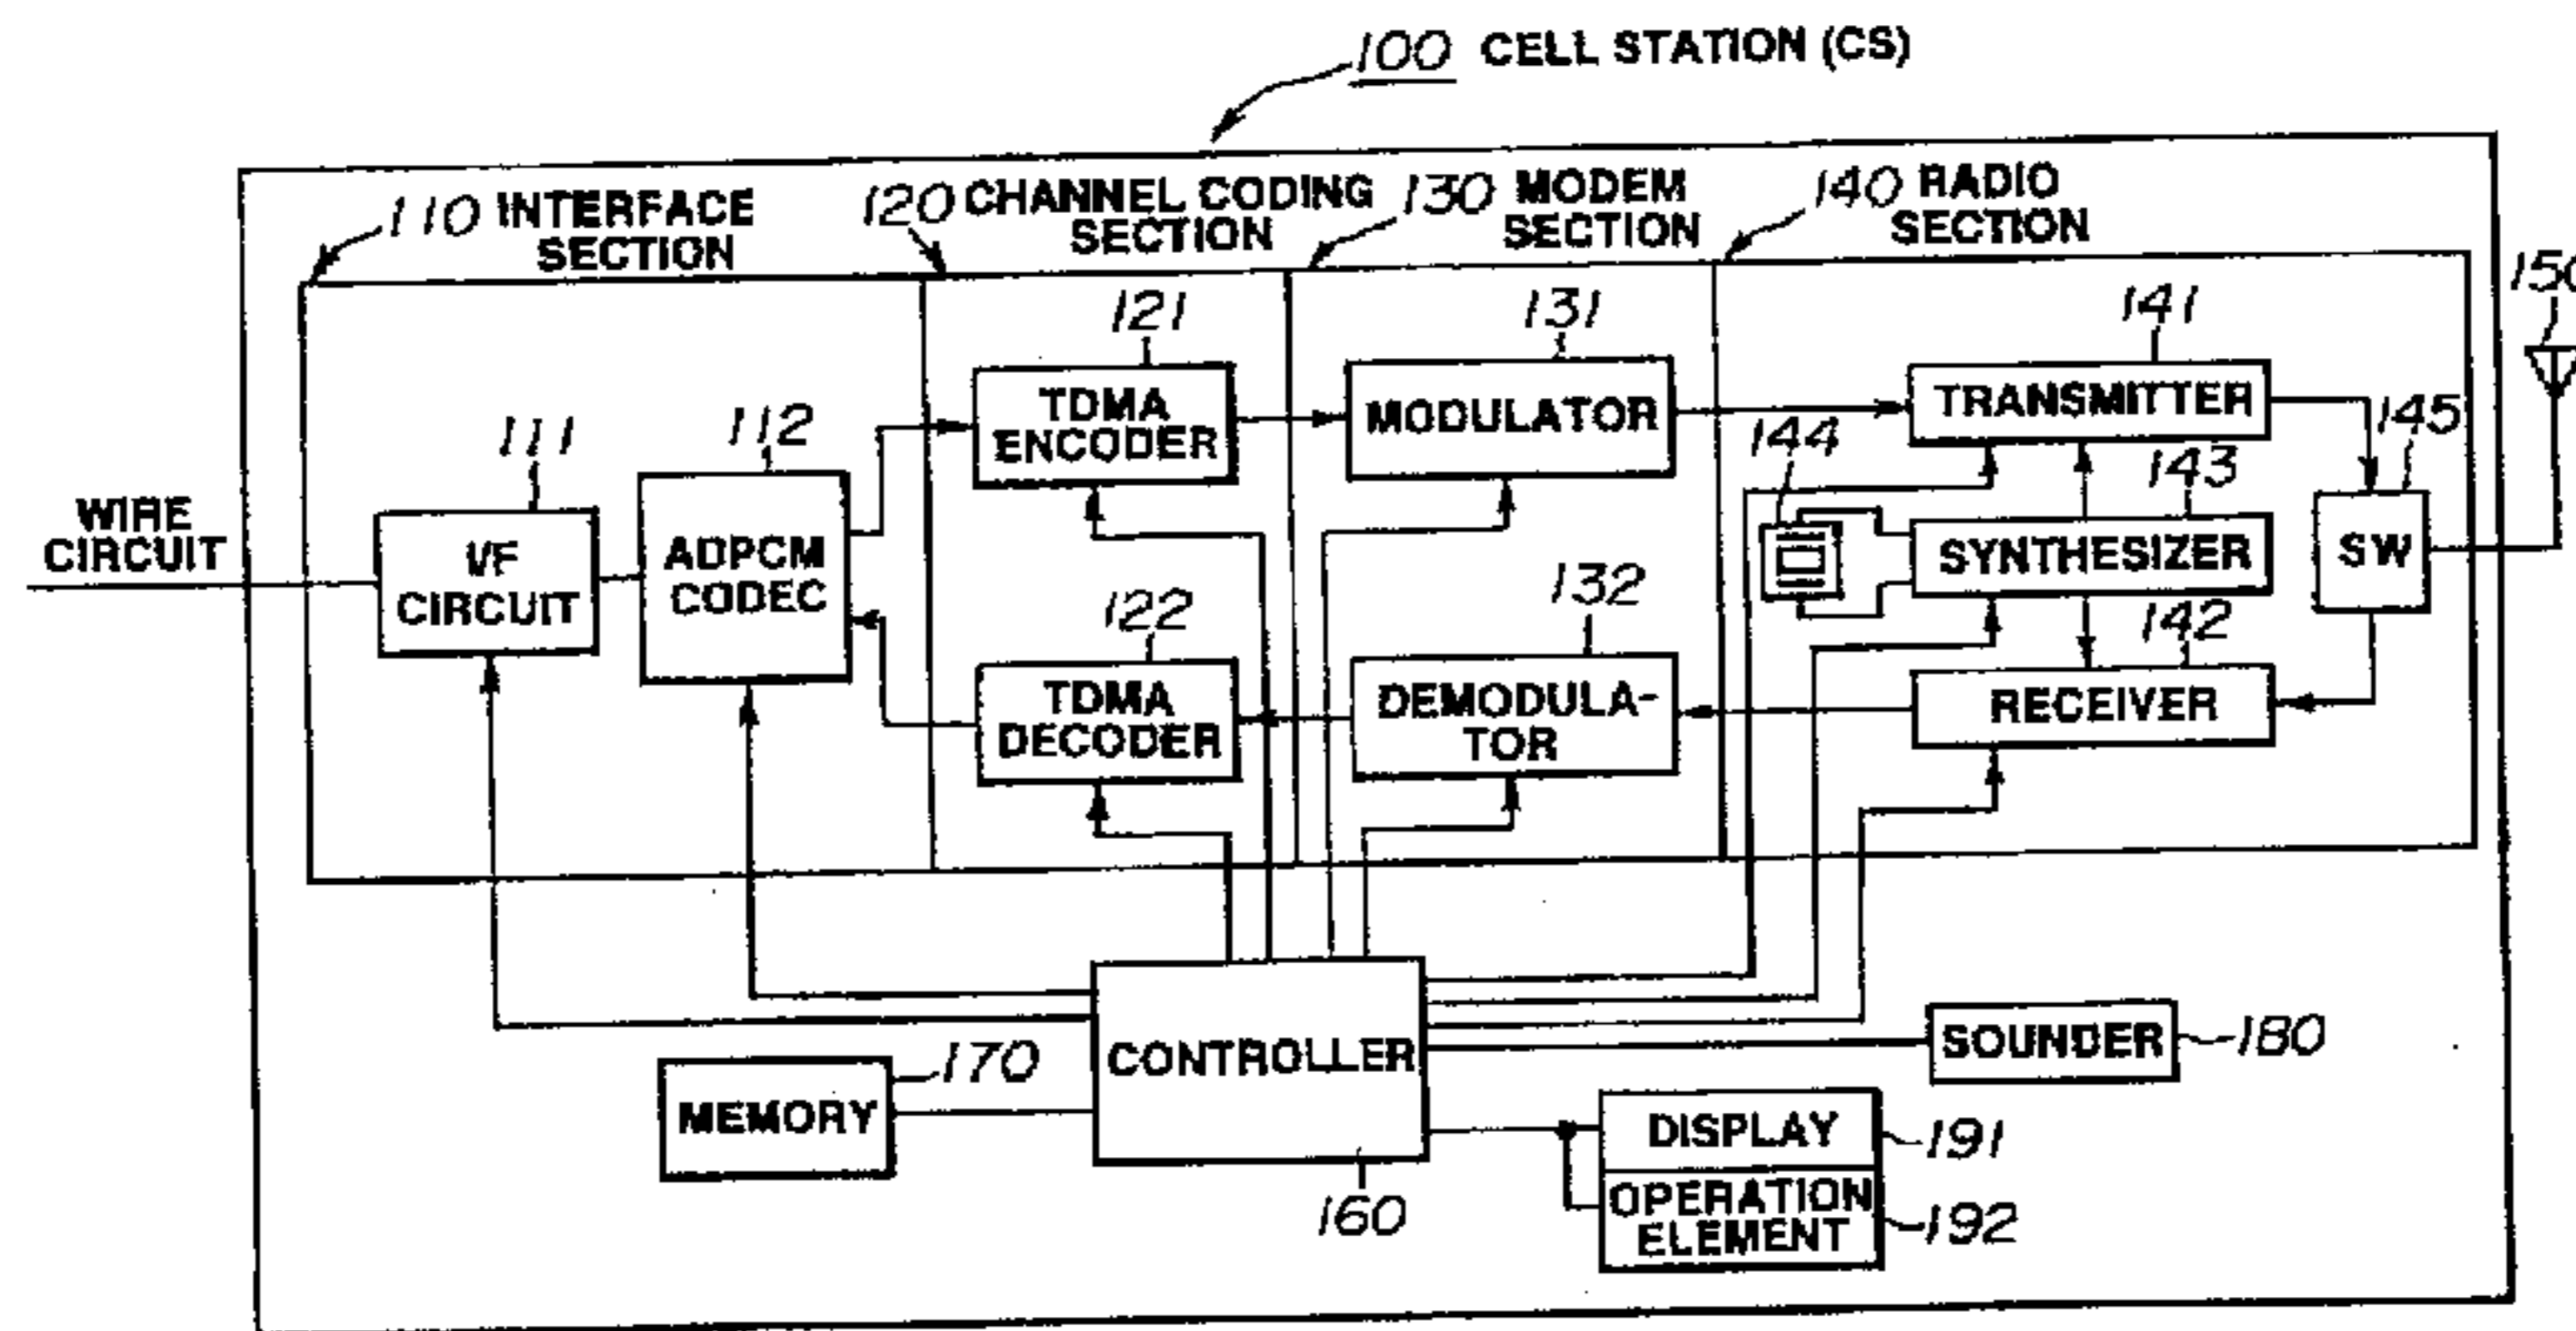 100 CELL STATION (CS)
110 INTERFACE
SECTION
120 CHANNEL CODING
SECTION
130 MODEM
SECTION
140 RADIO
SECTION
150
WIRE
CIRCUIT
111
I/F
CIRCUIT
112
ADPCM
CODEC
121
TDMA
ENCODER
122
TDMA
DECODER
131
MODULATOR
132
DEMODULA-
TOR
141
TRANSMITTER
144
143
SYNTHESIZER
142
RECEIVER
145
SW
CONTROLLER
160
170
MEMORY
SOUNDER
180
DISPLAY
191
OPERATION
ELEMENT
192